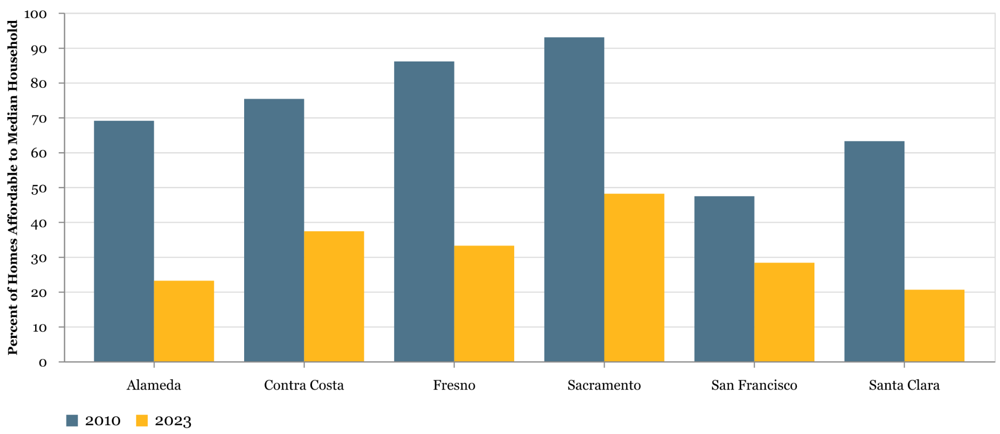 Percent of Homes Affordable to Median Household
100
90
80
70
60
50
40
30
20
10
0
Alameda
Contra Costa
Fresno
Sacramento
San Francisco
Santa Clara
2010
2023